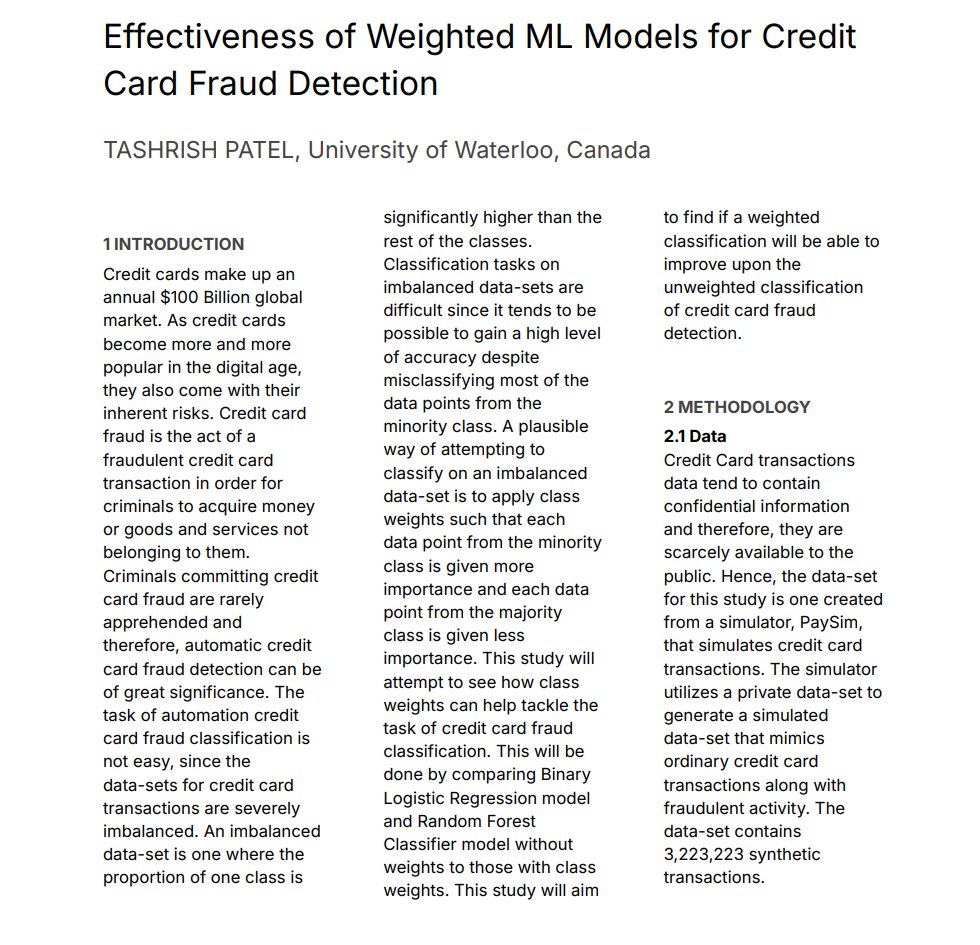 Effectiveness of Weighted ML Models for Credit
Card Fraud Detection
TASHRISH PATEL, University of Waterloo, Canada
1 INTRODUCTION
Credit cards make up an
annual $100 Billion global
market. As credit cards
become more and more
popular in the digital age,
they also come with their
inherent risks. Credit card
fraud is the act of a
fraudulent credit card
transaction in order for
criminals to acquire money
or goods and services not
belonging to them.
Criminals committing credit
card fraud are rarely
apprehended and
therefore, automatic credit
card fraud detection can be
of great significance. The
task of automation credit
card fraud classification is
not easy, since the
data-sets for credit card
transactions are severely
imbalanced. An imbalanced
data-set is one where the
proportion of one class is
significantly higher than the
rest of the classes.
Classification tasks on
imbalanced data-sets are
difficult since it tends to be
possible to gain a high level
of accuracy despite
misclassifying most of the
data points from the
minority class. A plausible
way of attempting to
classify on an imbalanced
data-set is to apply class
weights such that each
data point from the minority
class is given more
importance and each data
point from the majority
class is given less
importance. This study will
attempt to see how class
weights can help tackle the
task of credit card fraud
classification. This will be
done by comparing Binary
Logistic Regression model
and Random Forest
Classifier model without
weights to those with class
weights. This study will aim
to find if a weighted
classification will be able to
improve upon the
unweighted classification
of credit card fraud
detection.
2 METHODOLOGY
2.1 Data
Credit Card transactions
data tend to contain
confidential information
and therefore, they are
scarcely available to the
public. Hence, the data-set
for this study is one created
from a simulator, PaySim,
that simulates credit card
transactions. The simulator
utilizes a private data-set to
generate a simulated
data-set that mimics
ordinary credit card
transactions along with
fraudulent activity. The
data-set contains
3,223,223 synthetic
transactions.